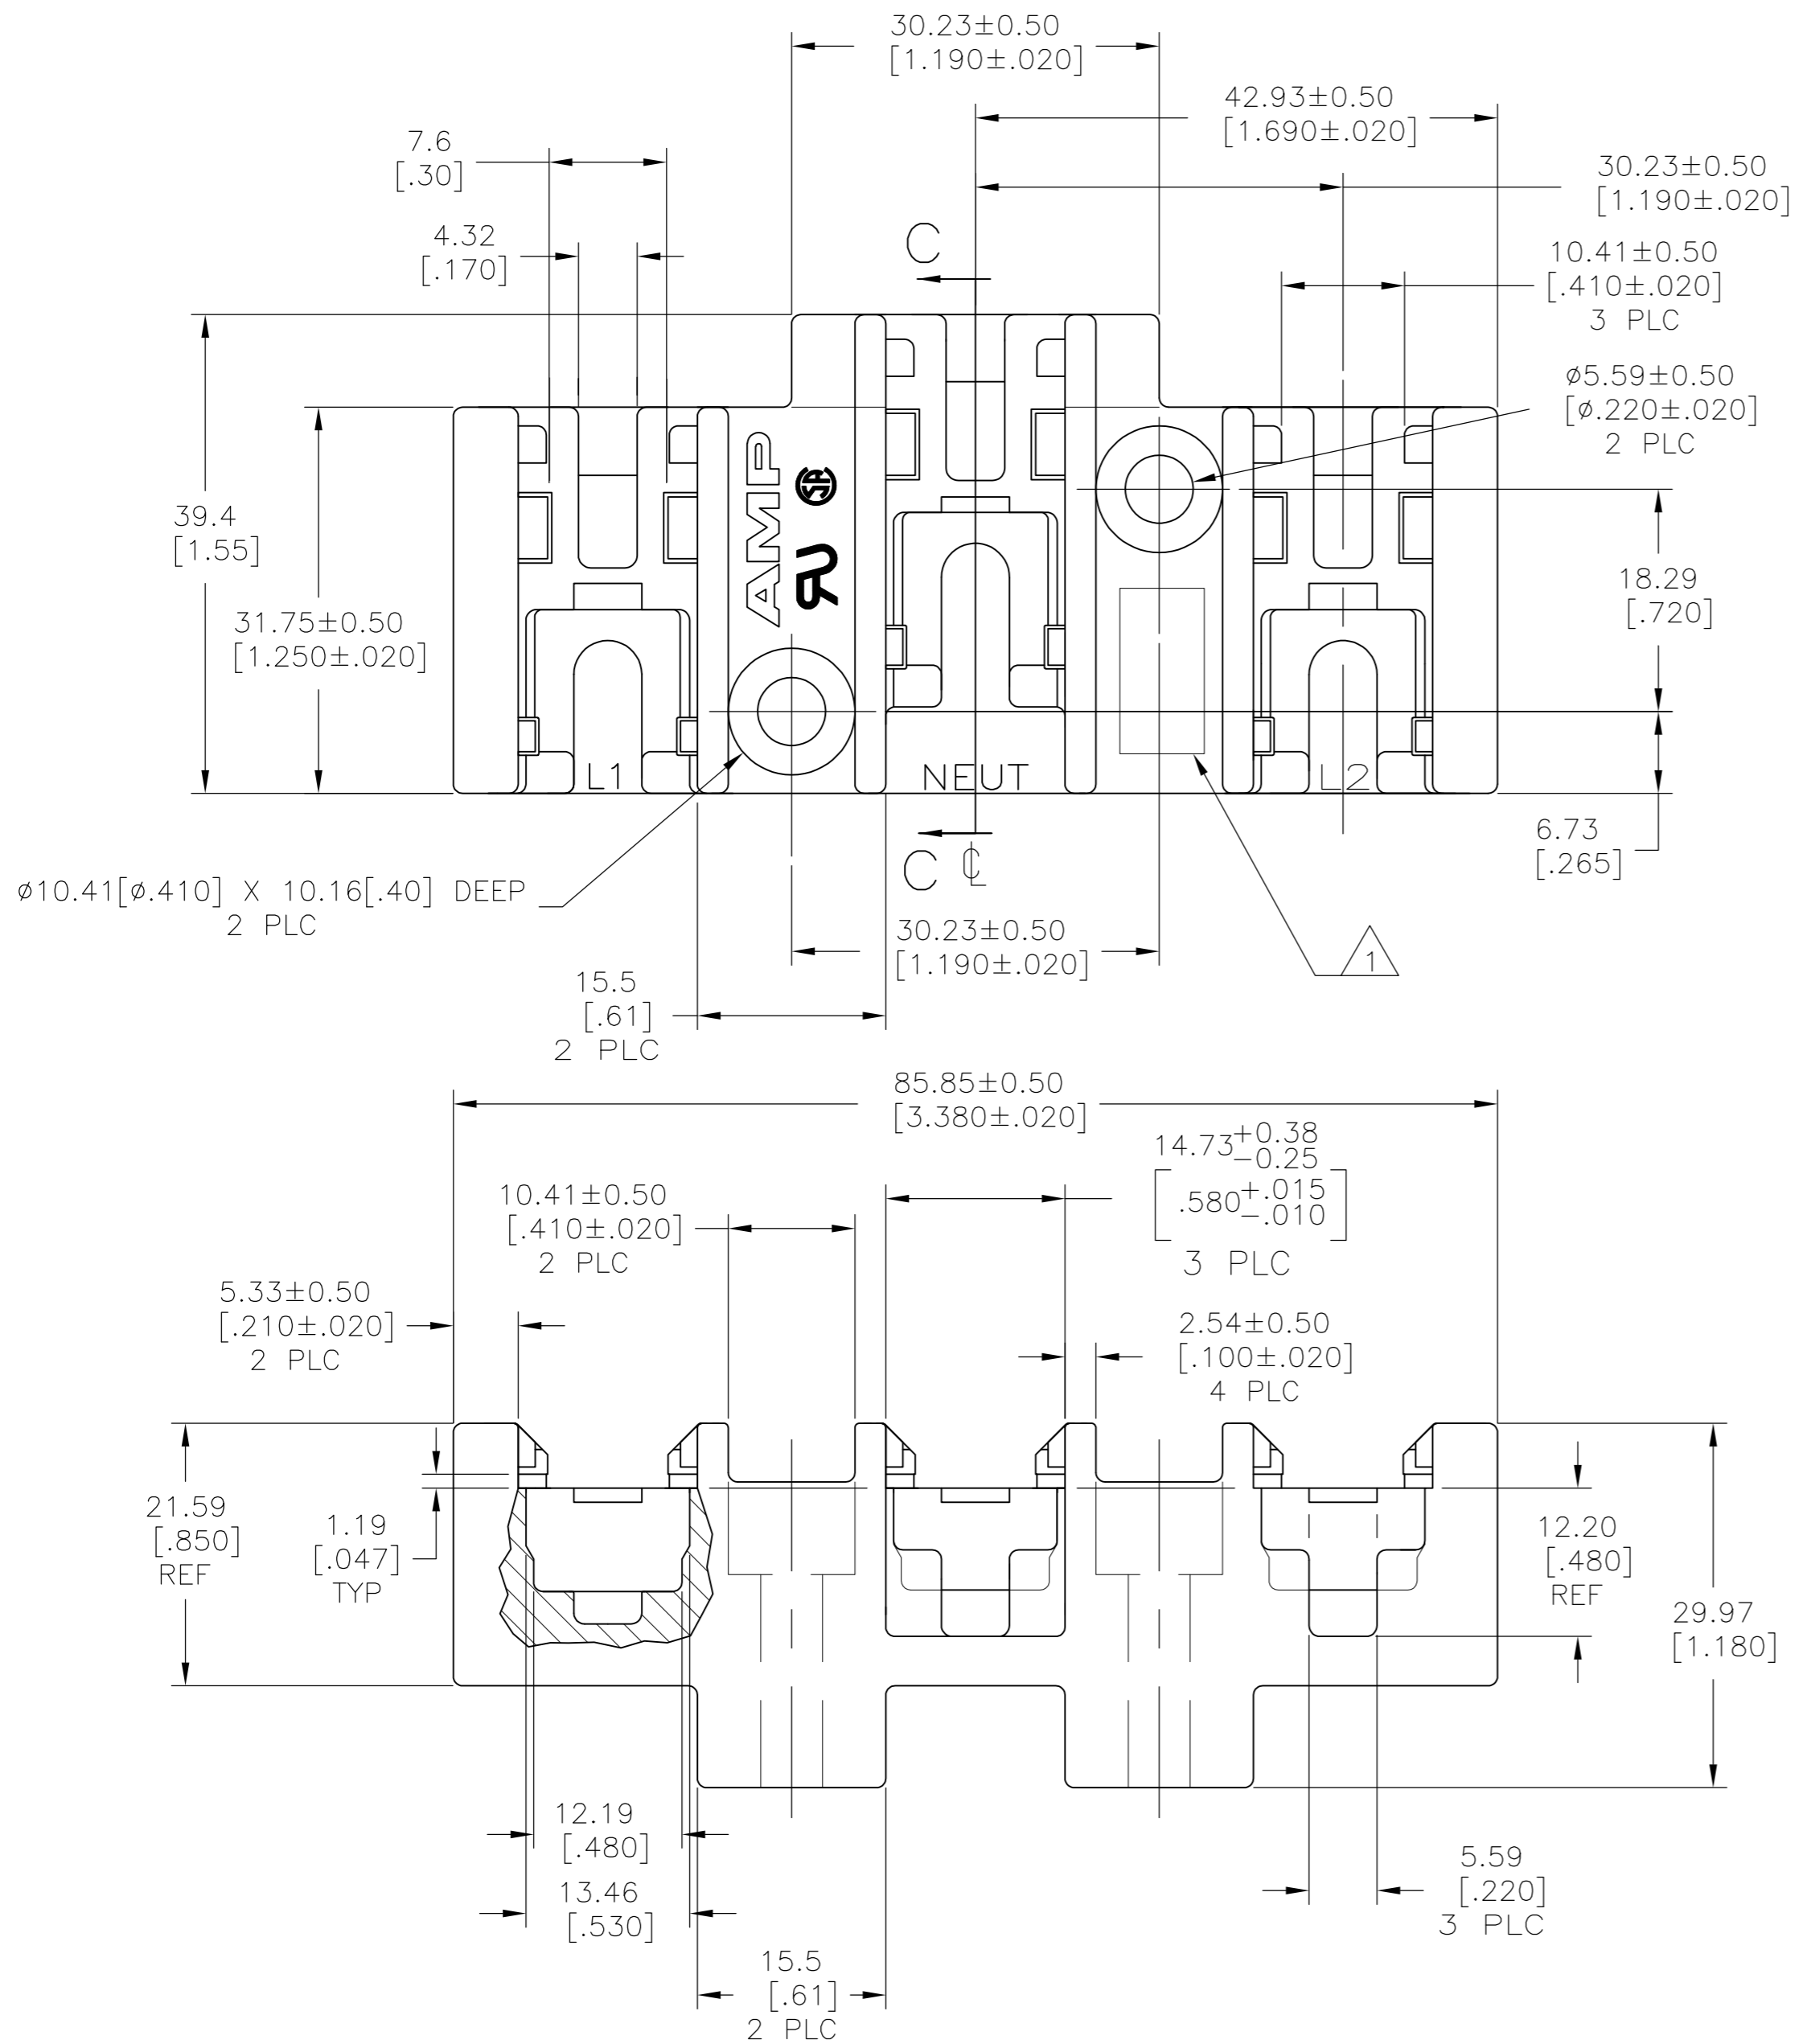 30.23±0.50
[1.190±.020]
42.93±0.50
[1.690±.020]
7.6
[.30]
30.23±0.50
[1.190±.020]
4.32
[.170]
C
10.41±0.50
[.410±.020]
3 PLC
⌀5.59±0.50
[⌀.220±.020]
2 PLC
39.4
[1.55]
AMP
31.75±0.50
[1.250±.020]
18.29
[.720]
L1
NEUT
L2
6.73
[.265]
C ℄
⌀10.41[⌀.410] X 10.16[.40] DEEP
2 PLC
30.23±0.50
[1.190±.020]
1
15.5
[.61]
2 PLC
85.85±0.50
[3.380±.020]
14.73+0.38
-0.25
[.580+.015
-.010]
3 PLC
10.41±0.50
[.410±.020]
2 PLC
5.33±0.50
[.210±.020]
2 PLC
2.54±0.50
[.100±.020]
4 PLC
21.59
[.850]
REF
1.19
[.047]
TYP
12.20
[.480]
REF
29.97
[1.180]
12.19
[.480]
13.46
[.530]
5.59
[.220]
3 PLC
15.5
[.61]
2 PLC